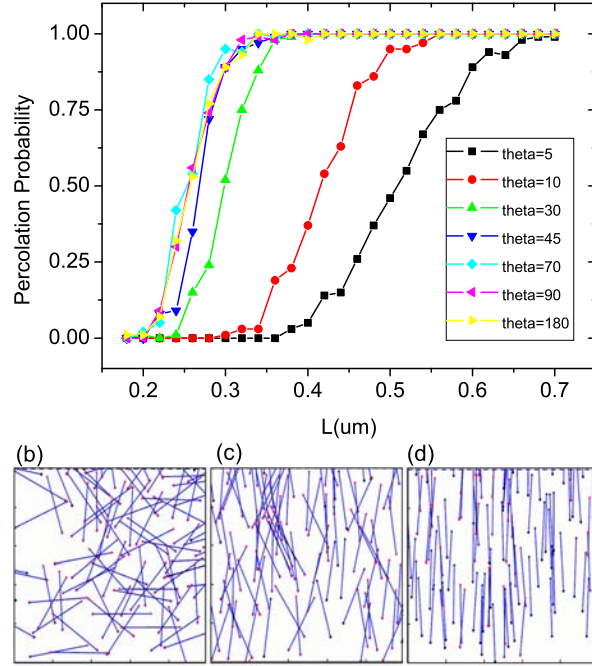 1.00
0.75
0.50
0.25
0.00
Percolation Probability
theta=5
theta=10
theta=30
theta=45
theta=70
theta=90
theta=180
0.2 0.3 0.4 0.5 0.6 0.7
L(um)
(b) (c) (d)